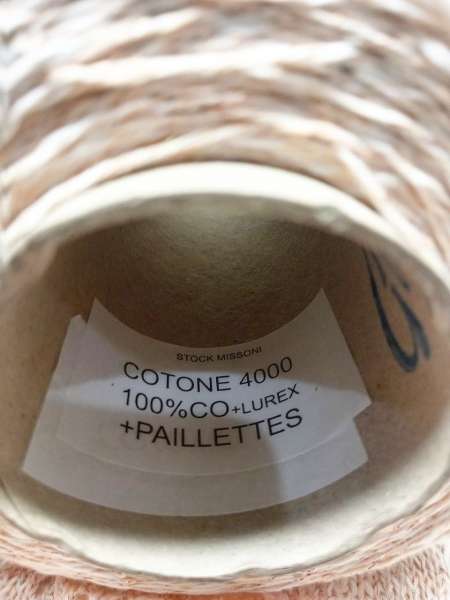 STOCK MISSONI
COTONE 4000
100%CO+LUREX
+PAILLETTES